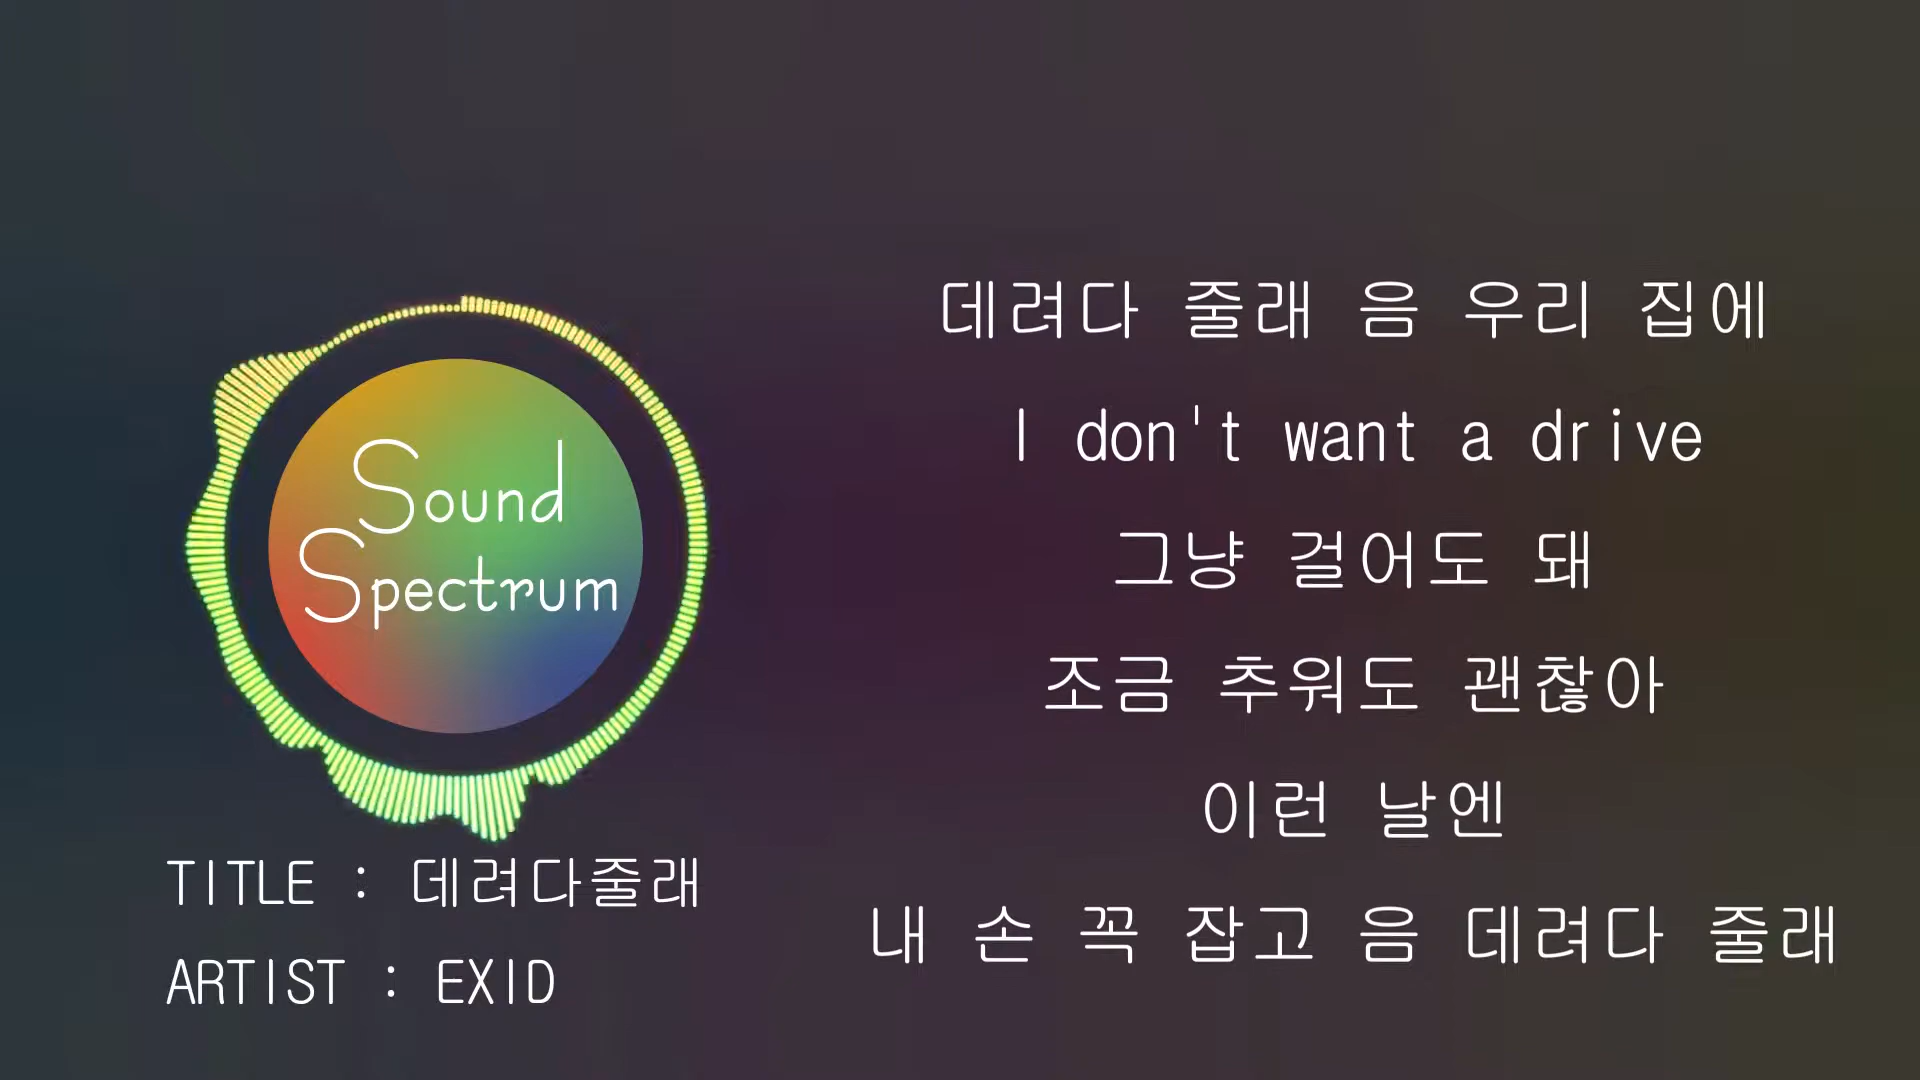 Sound
Spectrum
TITLE : 데려다줄래
ARTIST : EXID
데려다 줄래 음 우리 집에
I don't want a drive
그냥 걸어도 돼
조금 추워도 괜찮아
이런 날엔
내 손 꼭 잡고 음 데려다 줄래